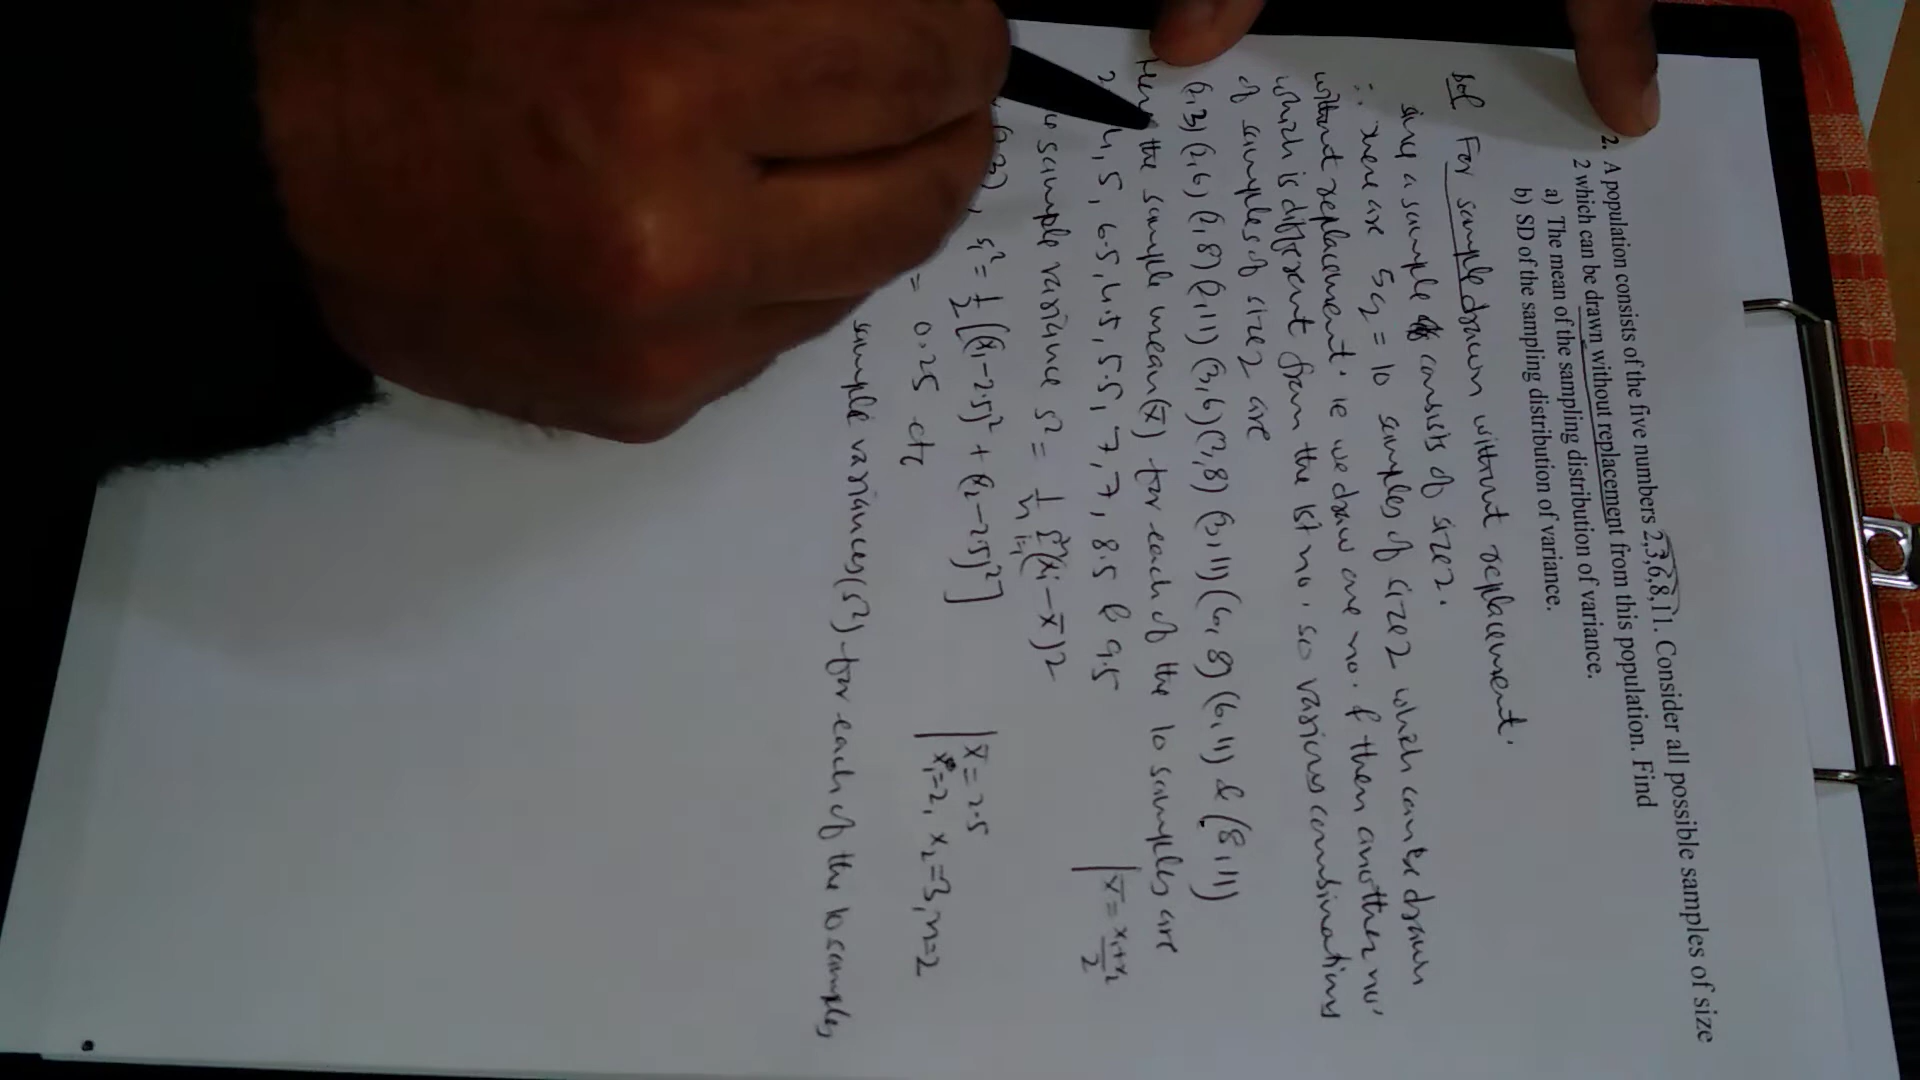 2. A population consists of the five numbers 2,3,6,8,11. Consider all possible samples of size
2 which can be drawn without replacement from this population. Find
a) The mean of the sampling distribution of variance.
b) SD of the sampling distribution of variance.
Sol For sample drawn without replacement.
sample consists of size 2.
∴ there are 5C2 = 10 samples of size 2 which can be drawn
without replacement. ie we draw one no. & then another no.
which is different from the 1st no. so various combinations
of samples of size 2 are
(2,3) (2,6) (2,8) (2,11) (3,6) (3,8) (3,11) (6,8) (6,11) & (8,11)
the sample mean (x̄) for each of the 10 samples are
4, 5, 6.5, 4.5, 5.5, 7, 7, 8.5 & 9.5 | x̄ = (x₁+x₂)/2
sample variance s² = 1/n Σ(xᵢ − x̄)²
s₁² = 1/2 [(x₁−2.5)² + (x₂−2.5)²] | x̄ = 2.5
= 0.25 etc | x₁=2, x₂=3, n=2
sample variances (s²) for each of the 10 samples